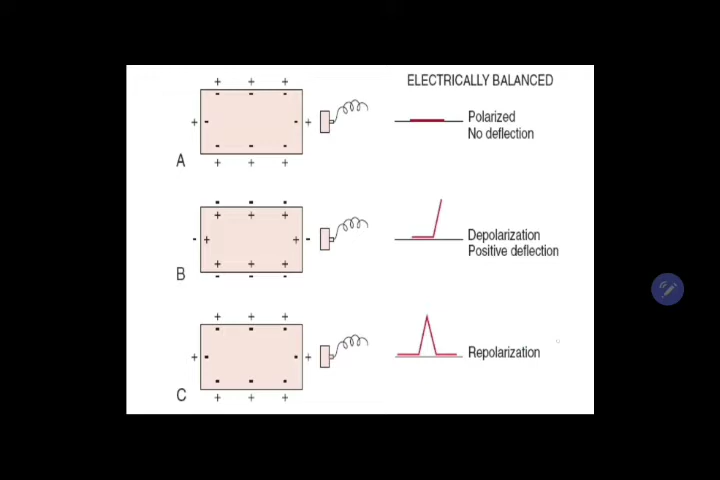 ELECTRICALLY BALANCED
+ + +
- - -
+ - - +
Polarized
No deflection
- - -
A
+ + +
- - -
+ + +
- + + -
Depolarization
Positive deflection
+ + +
B
- - -
+ + +
- - -
+ - - +
Repolarization
- - -
C
+ + +